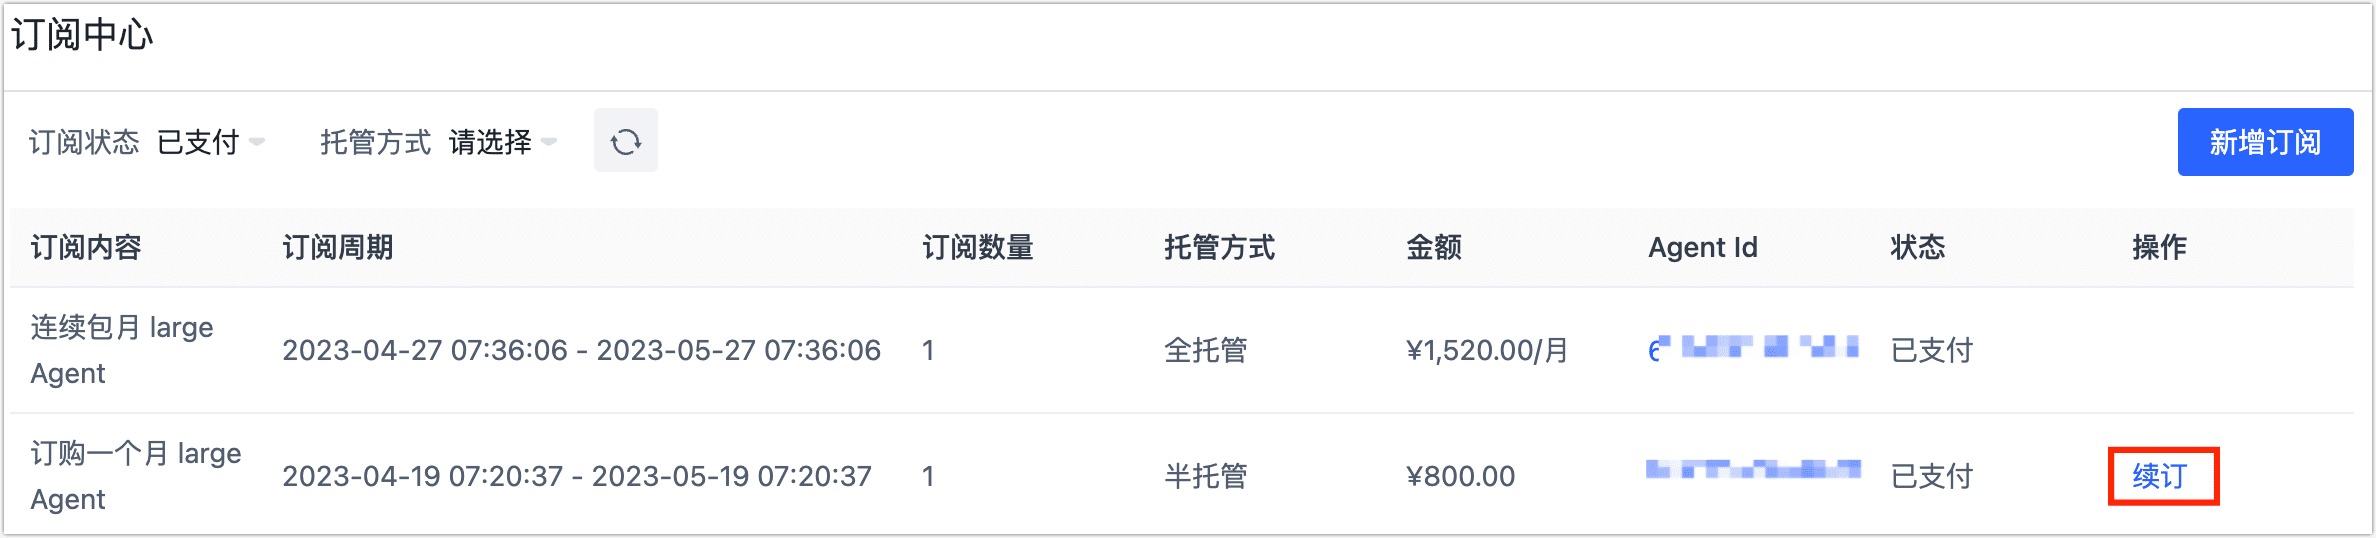 订阅中心
订阅状态 已支付 托管方式 请选择 新增订阅
订阅内容 订阅周期 订阅数量 托管方式 金额 Agent Id 状态 操作
连续包月 large
Agent
2023-04-27 07:36:06 - 2023-05-27 07:36:06 1 全托管 ¥1,520.00/月 已支付
订购一个月 large
Agent
2023-04-19 07:20:37 - 2023-05-19 07:20:37 1 半托管 ¥800.00 已支付 续订